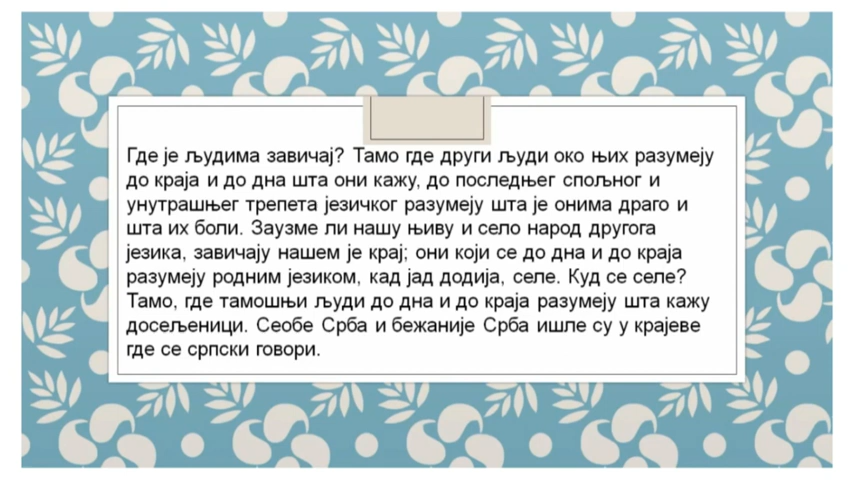 Где је људима завичај? Тамо где други људи око њих разумеју
до краја и до дна шта они кажу, до последњег спољног и
унутрашњег трепета језичког разумеју шта је онима драго и
шта их боли. Заузме ли нашу њиву и село народ другога
језика, завичају нашем је крај; они који се до дна и до краја
разумеју родним језиком, кад јад додија, селе. Куд се селе?
Тамо, где тамошњи људи до дна и до краја разумеју шта кажу
досељеници. Сеобе Срба и бежаније Срба ишле су у крајеве
где се српски говори.